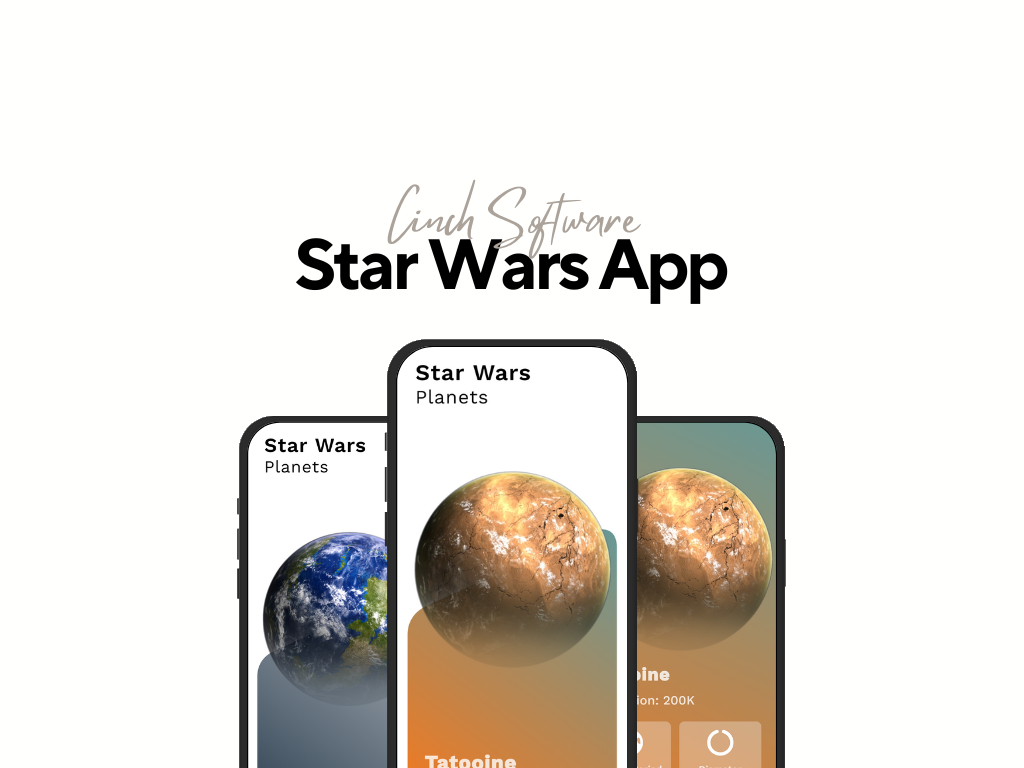 Cinch Software
Star Wars App
Star Wars
Planets
Star Wars
Planets
Tatooine
oine
ion: 200K